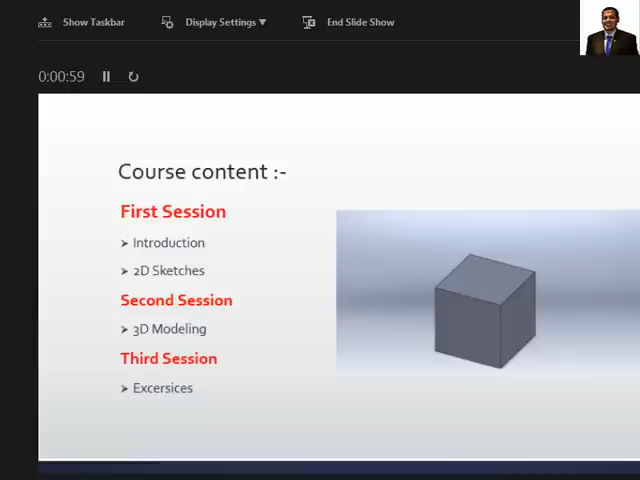 Show Taskbar
Display Settings ▼
End Slide Show
0:00:59
Course content :-
First Session
➢ Introduction
➢ 2D Sketches
Second Session
➢ 3D Modeling
Third Session
➢ Excersices